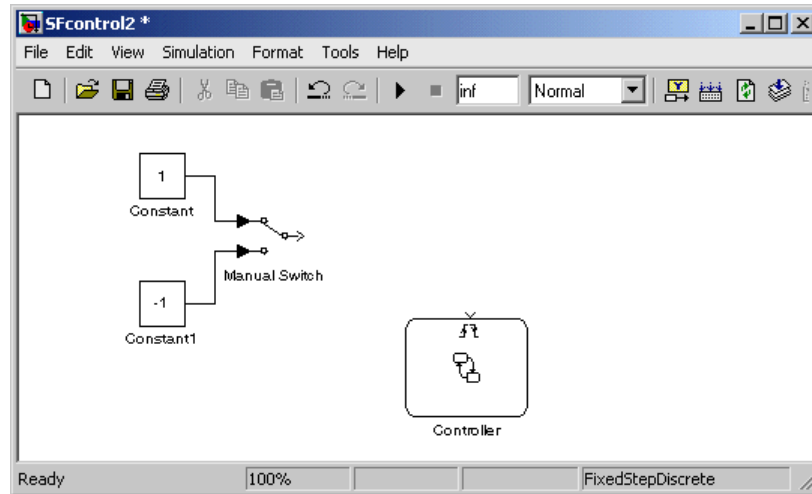 SFcontrol2 *
File Edit View Simulation Format Tools Help
inf Normal
1
Constant
Manual Switch
-1
Constant1
Controller
Ready 100% FixedStepDiscrete